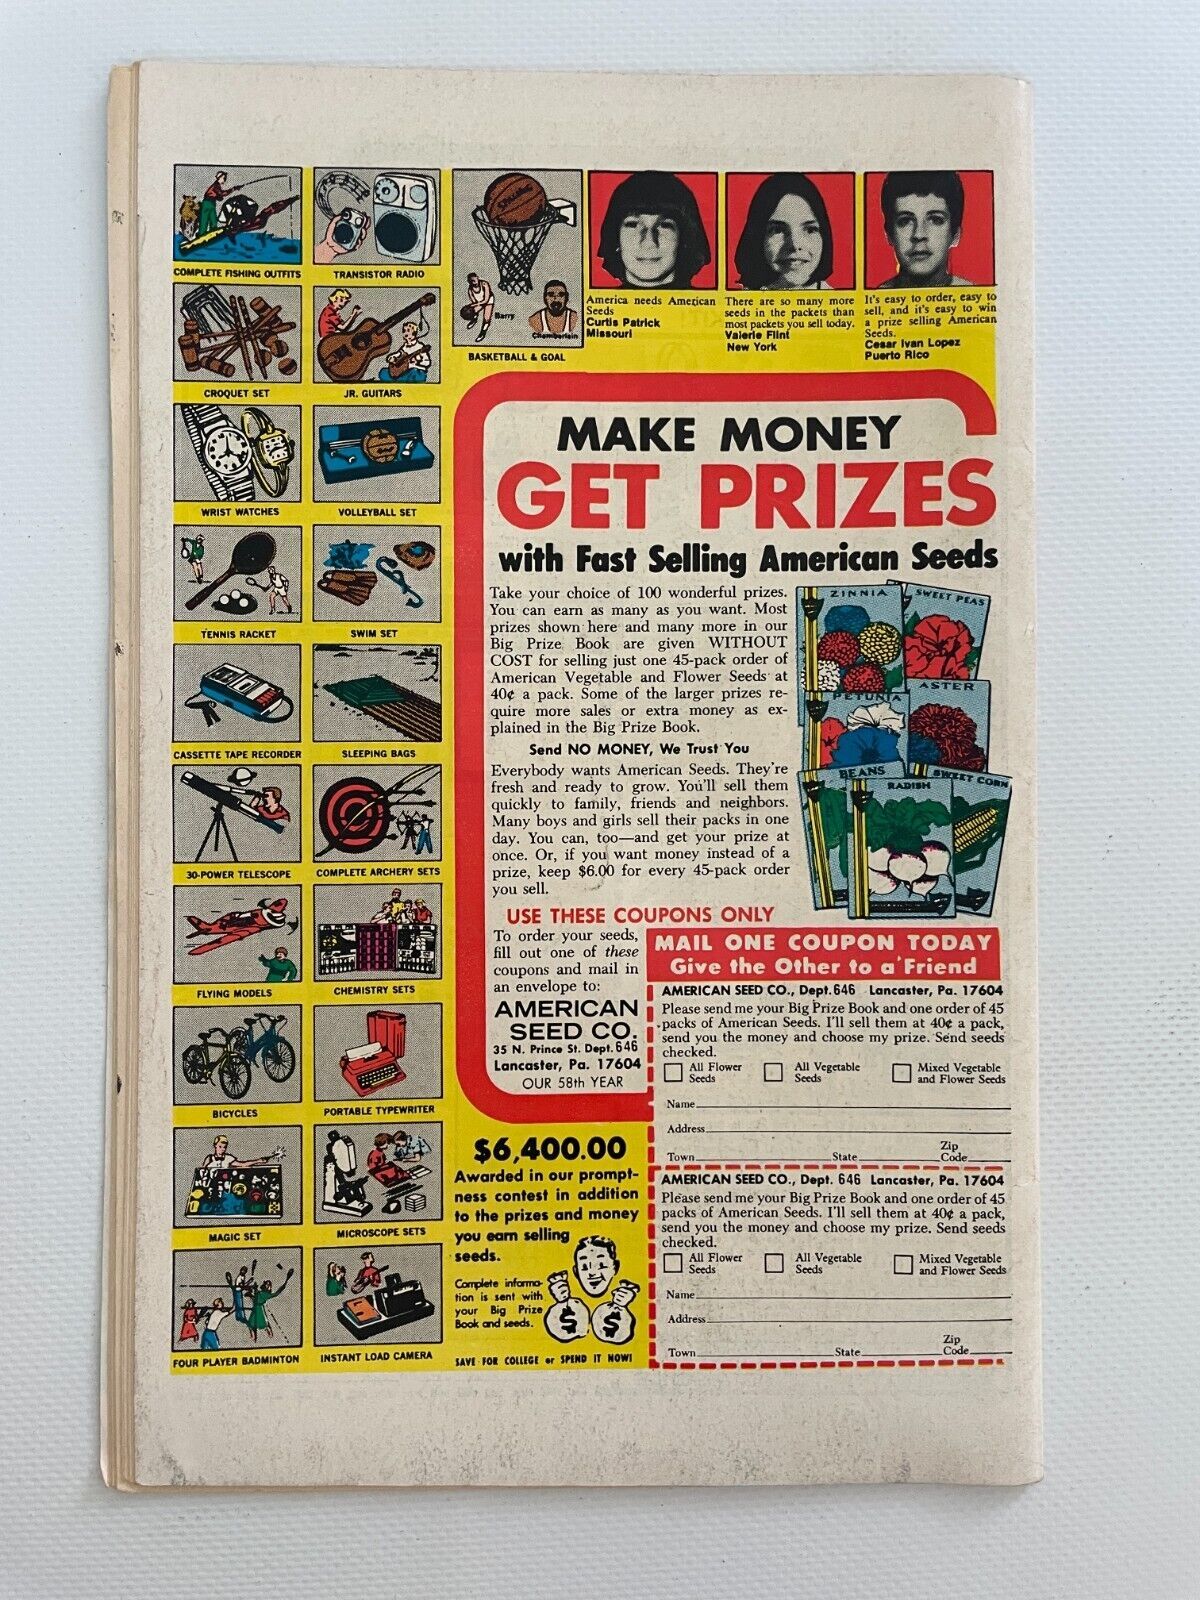 COMPLETE FISHING OUTFITS
TRANSISTOR RADIO
CROQUET SET
JR. GUITARS
WRIST WATCHES
VOLLEYBALL SET
TENNIS RACKET
SWIM SET
CASSETTE TAPE RECORDER
SLEEPING BAGS
30-POWER TELESCOPE
COMPLETE ARCHERY SETS
FLYING MODELS
CHEMISTRY SETS
BICYCLES
PORTABLE TYPEWRITER
MAGIC SET
MICROSCOPE SETS
FOUR PLAYER BADMINTON
INSTANT LOAD CAMERA
Barry
Chamberlain
BASKETBALL & GOAL
America needs American
Seeds
Curtis Patrick
Missouri
There are so many more
seeds in the packets than
most packets you sell today.
Valerie Flint
New York
It's easy to order, easy to
sell, and it's easy to win
a prize selling American
Seeds.
Cesar Ivan Lopez
Puerto Rico
MAKE MONEY
GET PRIZES
with Fast Selling American Seeds
Take your choice of 100 wonderful prizes.
You can earn as many as you want. Most
prizes shown here and many more in our
Big Prize Book are given WITHOUT
COST for selling just one 45-pack order of
American Vegetable and Flower Seeds at
40¢ a pack. Some of the larger prizes re-
quire more sales or extra money as ex-
plained in the Big Prize Book.
Send NO MONEY, We Trust You
Everybody wants American Seeds. They're
fresh and ready to grow. You'll sell them
quickly to family, friends and neighbors.
Many boys and girls sell their packs in one
day. You can, too—and get your prize at
once. Or, if you want money instead of a
prize, keep $6.00 for every 45-pack order
you sell.
ZINNIA
SWEET PEAS
PETUNIA
ASTER
BEANS
RADISH
SWEET CORN
USE THESE COUPONS ONLY
To order your seeds,
fill out one of these
coupons and mail in
an envelope to:
AMERICAN
SEED CO.
35 N. Prince St. Dept. 646
Lancaster, Pa. 17604
OUR 58th YEAR
MAIL ONE COUPON TODAY
Give the Other to a Friend
AMERICAN SEED CO., Dept. 646 Lancaster, Pa. 17604
Please send me your Big Prize Book and one order of 45
packs of American Seeds. I'll sell them at 40¢ a pack,
send you the money and choose my prize. Send seeds
checked.
All Flower
Seeds
All Vegetable
Seeds
Mixed Vegetable
and Flower Seeds
Name
Address
Town State Zip Code
AMERICAN SEED CO., Dept. 646 Lancaster, Pa. 17604
Please send me your Big Prize Book and one order of 45
packs of American Seeds. I'll sell them at 40¢ a pack,
send you the money and choose my prize. Send seeds
checked.
All Flower
Seeds
All Vegetable
Seeds
Mixed Vegetable
and Flower Seeds
Name
Address
Town State Zip Code
$6,400.00
Awarded in our prompt-
ness contest in addition
to the prizes and money
you earn selling
seeds.
Complete informa-
tion is sent with
your Big Prize
Book and seeds.
$ $
SAVE FOR COLLEGE or SPEND IT NOW!